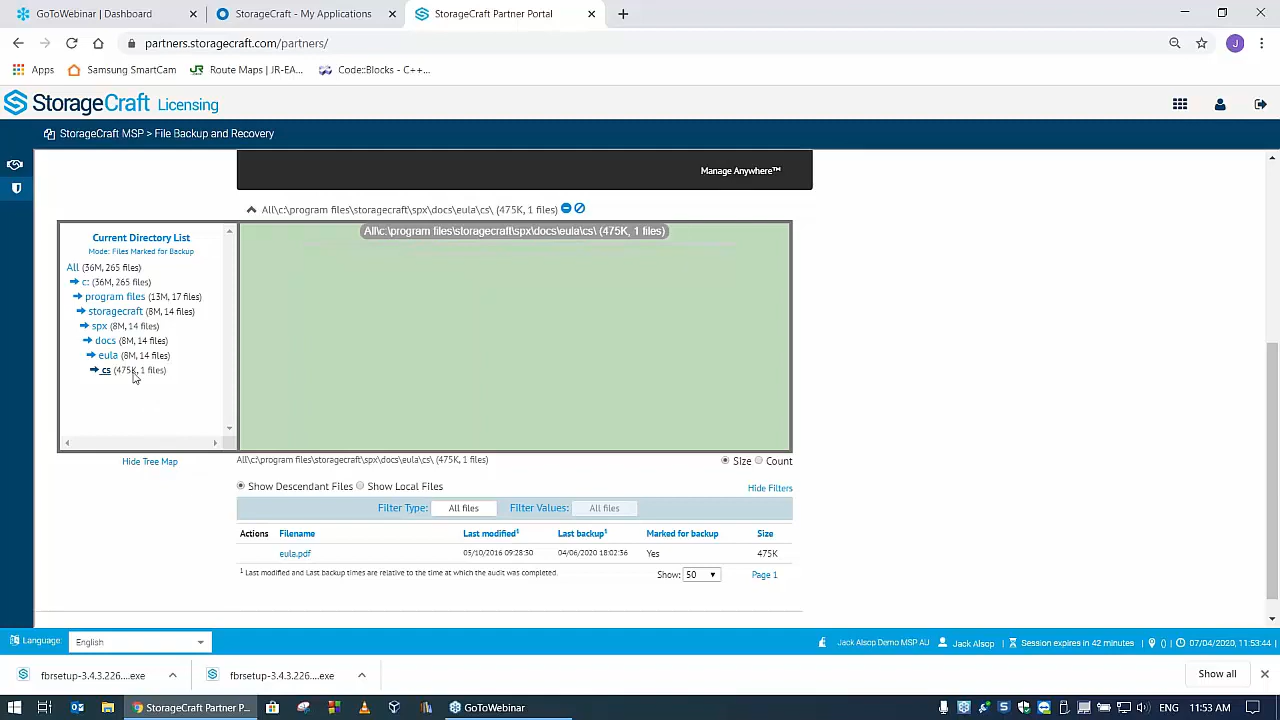 GoToWebinar | Dashboard
StorageCraft - My Applications
StorageCraft Partner Portal
partners.storagecraft.com/partners/
J
Apps
Samsung SmartCam
Route Maps | JR-EA...
Code::Blocks - C++...
StorageCraft Licensing
StorageCraft MSP > File Backup and Recovery
Manage Anywhere™
All\c:\program files\storagecraft\spx\docs\eula\cs\ (475K, 1 files)
Current Directory List
Mode: Files Marked for Backup
All (36M, 265 files)
c: (36M, 265 files)
program files (13M, 17 files)
storagecraft (8M, 14 files)
spx (8M, 14 files)
docs (8M, 14 files)
eula (8M, 14 files)
cs (475K, 1 files)
All\c:\program files\storagecraft\spx\docs\eula\cs\ (475K, 1 files)
Hide Tree Map
All\c:\program files\storagecraft\spx\docs\eula\cs\ (475K, 1 files)
Size Count
Show Descendant Files Show Local Files
Hide Filters
Filter Type: All files Filter Values: All files
Actions Filename Last modified¹ Last backup¹ Marked for backup Size
eula.pdf 05/10/2016 09:28:30 04/06/2020 18:02:36 Yes 475K
¹ Last modified and Last backup times are relative to the time at which the audit was completed.
Show: 50 Page 1
Language: English
Jack Alsop Demo MSP AU Jack Alsop | Session expires in 42 minutes | () | 07/04/2020, 11:53:44
fbrsetup-3.4.3.226....exe
fbrsetup-3.4.3.226....exe
Show all
StorageCraft Partner P...
GoToWebinar
ENG 11:53 AM